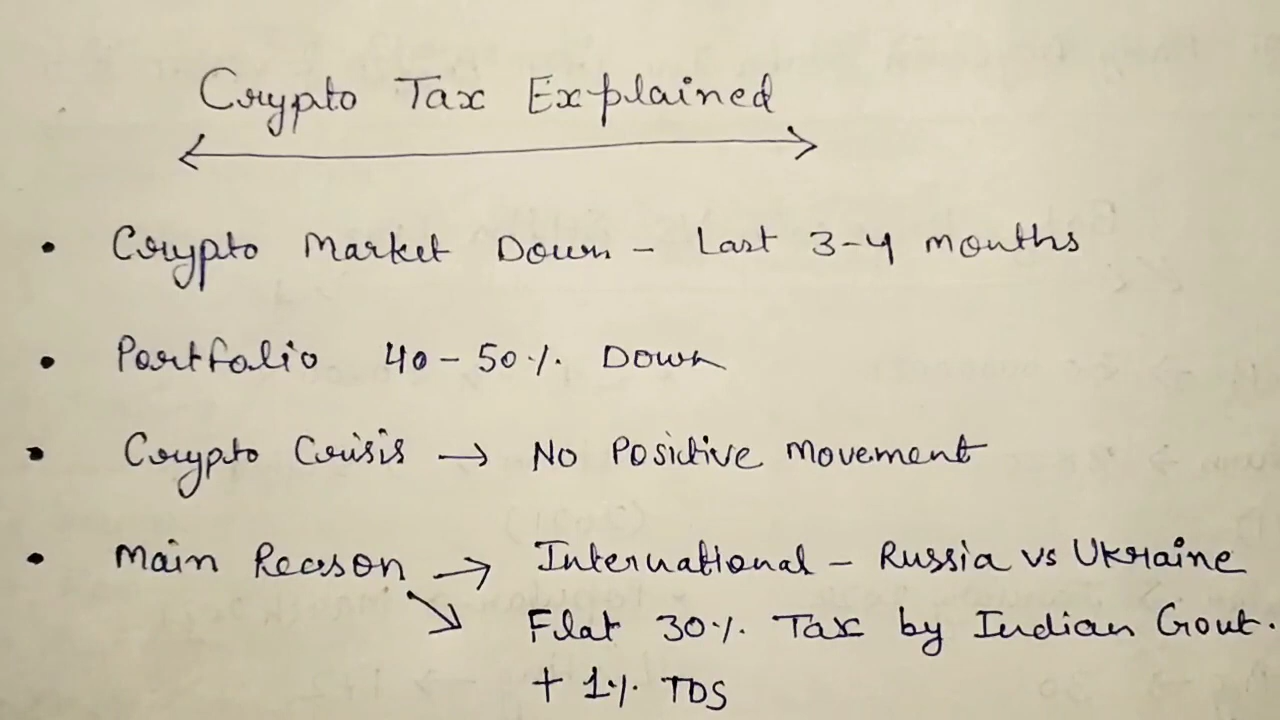 Crypto Tax Explained
• Crypto Market Down - Last 3-4 months
• Portfolio 40-50% Down
• Crypto Crisis → No Positive Movement
• Main Reason → International - Russia vs Ukraine
Flat 30% Tax by Indian Govt.
+ 1% TDS